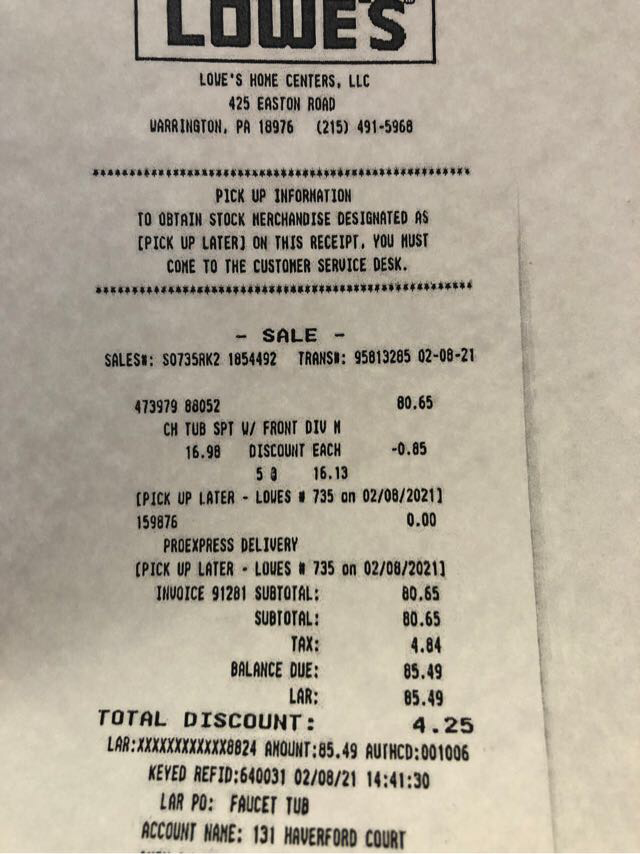 LOWE'S
LOWE'S HOME CENTERS, LLC
425 EASTON ROAD
WARRINGTON, PA 18976 (215) 491-5968
****************************************************
PICK UP INFORMATION
TO OBTAIN STOCK MERCHANDISE DESIGNATED AS
[PICK UP LATER] ON THIS RECEIPT, YOU MUST
COME TO THE CUSTOMER SERVICE DESK.
****************************************************
- SALE -
SALES#: S0735RK2 1854492 TRANS#: 95813285 02-08-21
473979 88052 80.65
CH TUB SPT W/ FRONT DIV M
16.98 DISCOUNT EACH -0.85
5 @ 16.13
[PICK UP LATER - LOWES # 735 on 02/08/2021]
159876 0.00
PROEXPRESS DELIVERY
[PICK UP LATER - LOWES # 735 on 02/08/2021]
INVOICE 91281 SUBTOTAL: 80.65
SUBTOTAL: 80.65
TAX: 4.84
BALANCE DUE: 85.49
LAR: 85.49
TOTAL DISCOUNT: 4.25
LAR:XXXXXXXXXXXX8824 AMOUNT:85.49 AUTHCD:001006
KEYED REFID:640031 02/08/21 14:41:30
LAR PO: FAUCET TUB
ACCOUNT NAME: 131 HAVERFORD COURT